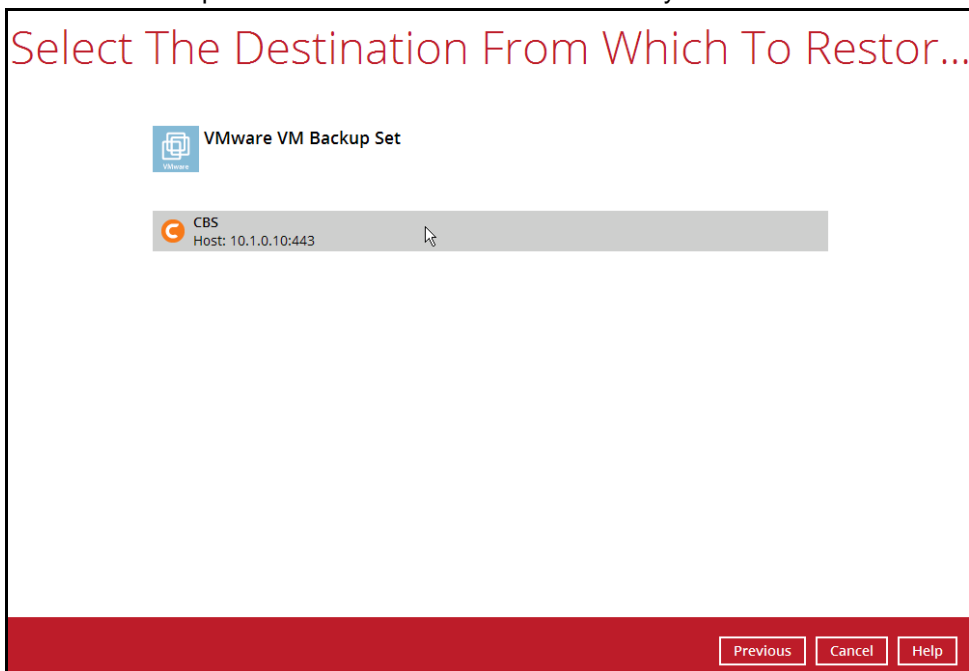 Select The Destination From Which To Restor...
VMware VM Backup Set
VMware
CBS
Host: 10.1.0.10:443
Previous Cancel Help